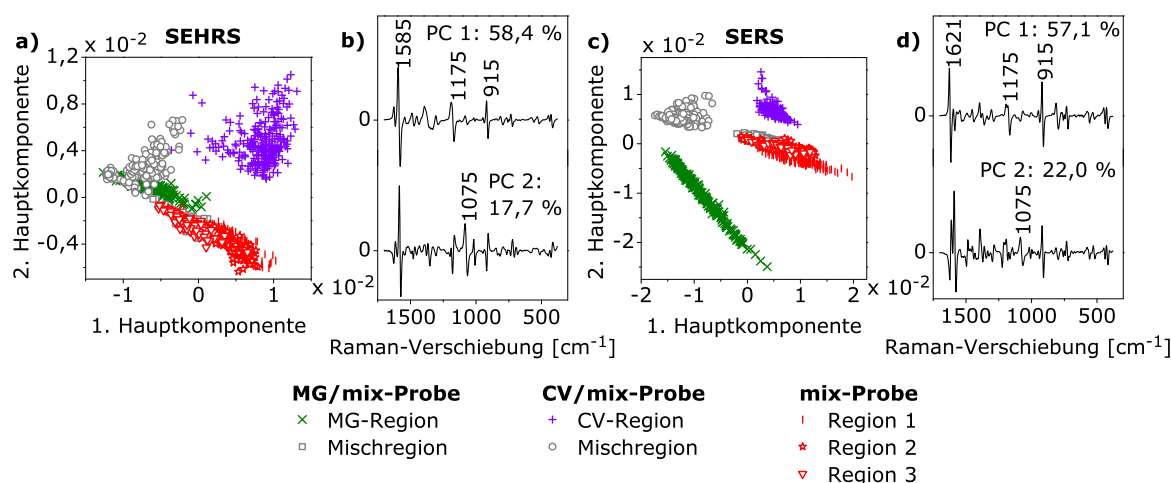 a)
x 10⁻²
SEHRS
1,2
0,8
0,4
0,0
-0,4
-1
0
1
x 10⁻²
2. Hauptkomponente
1. Hauptkomponente
b)
PC 1: 58,4 %
1585
1175
915
0
PC 2:
17,7 %
1075
0
1500
1000
500
Raman-Verschiebung [cm⁻¹]
c)
x 10⁻²
SERS
1
0
-1
-2
-2
-1
0
1
2
x 10⁻²
2. Hauptkomponente
1. Hauptkomponente
d)
PC 1: 57,1 %
1621
1175
915
0
PC 2: 22,0 %
1075
0
1500
1000
500
Raman-Verschiebung [cm⁻¹]
MG/mix-Probe
MG-Region
Mischregion
CV/mix-Probe
CV-Region
Mischregion
mix-Probe
Region 1
Region 2
Region 3